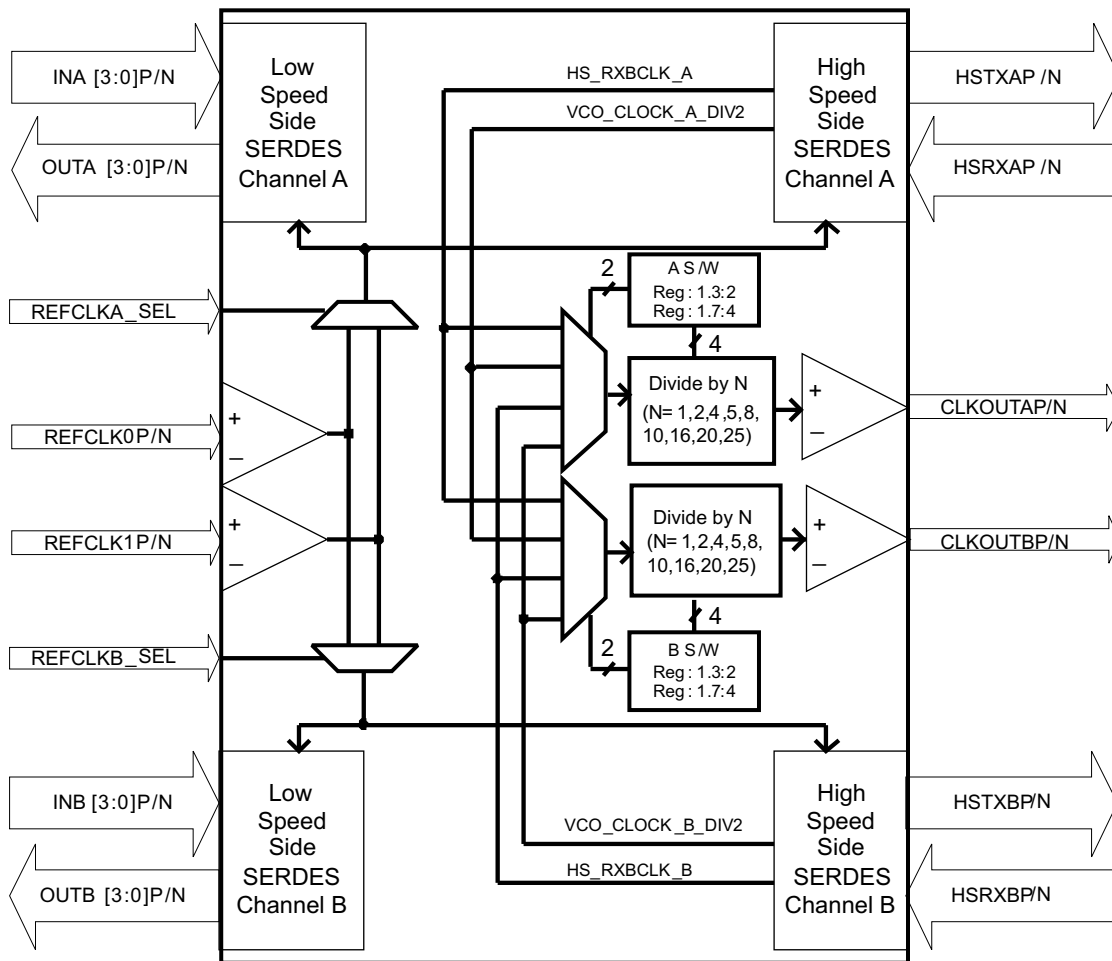 INA [3:0]P/N
OUTA [3:0]P/N
Low
Speed
Side
SERDES
Channel A
HS_RXBCLK_A
VCO_CLOCK_A_DIV2
High
Speed
Side
SERDES
Channel A
HSTXAP/N
HSRXAP/N
REFCLKA_SEL
2
A S/W
Reg: 1.3:2
Reg: 1.7:4
4
Divide by N
(N= 1,2,4,5,8,
10,16,20,25)
+
−
CLKOUTAP/N
REFCLK0P/N
+
−
REFCLK1P/N
+
−
Divide by N
(N= 1,2,4,5,8,
10,16,20,25)
+
−
CLKOUTBP/N
4
2
B S/W
Reg: 1.3:2
Reg: 1.7:4
REFCLKB_SEL
INB [3:0]P/N
OUTB [3:0]P/N
Low
Speed
Side
SERDES
Channel B
VCO_CLOCK_B_DIV2
HS_RXBCLK_B
High
Speed
Side
SERDES
Channel B
HSTXBP/N
HSRXBP/N